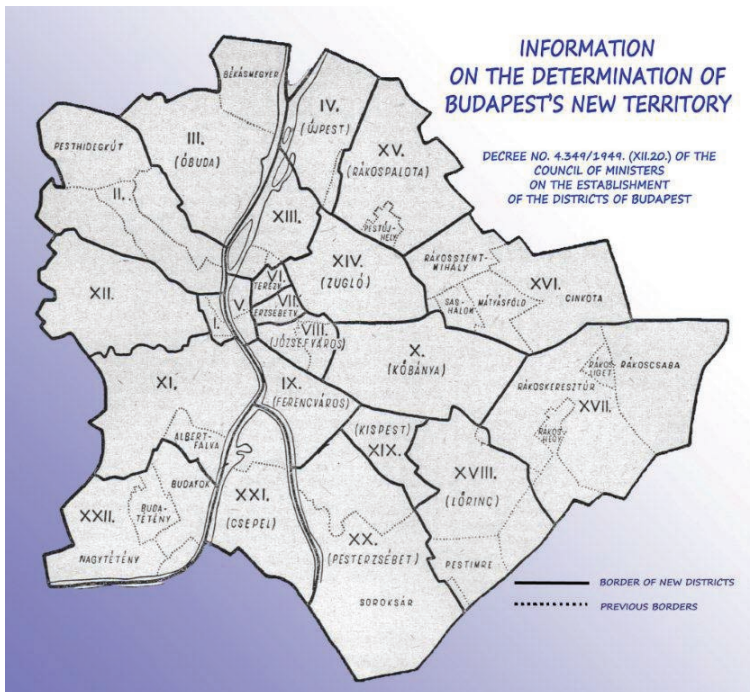 INFORMATION
ON THE DETERMINATION OF
BUDAPEST'S NEW TERRITORY
DECREE NO. 4.349/1949. (XII.20.) OF THE
COUNCIL OF MINISTERS
ON THE ESTABLISHMENT
OF THE DISTRICTS OF BUDAPEST
BÉKÁSMEGYER
IV.
(ÚJPEST)
PESTHIDEGKÚT
III.
(ÓBUDA)
XV.
(RÁKOSPALOTA)
PESTÚJ-
HELY
II.
XIII.
XIV.
(ZUGLÓ)
RÁKOSSZENT-
MIHÁLY
XVI.
SAS-
HALOM
MÁTYÁSFÖLD
CINKOTA
XII.
VI.
TERÉZV.
I.
V.
VII.
ERZSÉBETV.
VIII.
(JÓZSEFVÁROS)
X.
(KŐBÁNYA)
RÁKOS-
LIGET
RÁKOSCSABA
RÁKOSKERESZTÚR
XVII.
RÁKOS-
HEGY
XI.
IX.
(FERENCVÁROS)
ALBERT-
FALVA
(KISPEST)
XIX.
XVIII.
(LŐRINC)
BUDAFOK
XXII.
BUDA-
TÉTÉNY
NAGYTÉTÉNY
XXI.
(CSEPEL)
XX.
(PESTERZSÉBET)
PESTIMRE
SOROKSÁR
BORDER OF NEW DISTRICTS
PREVIOUS BORDERS